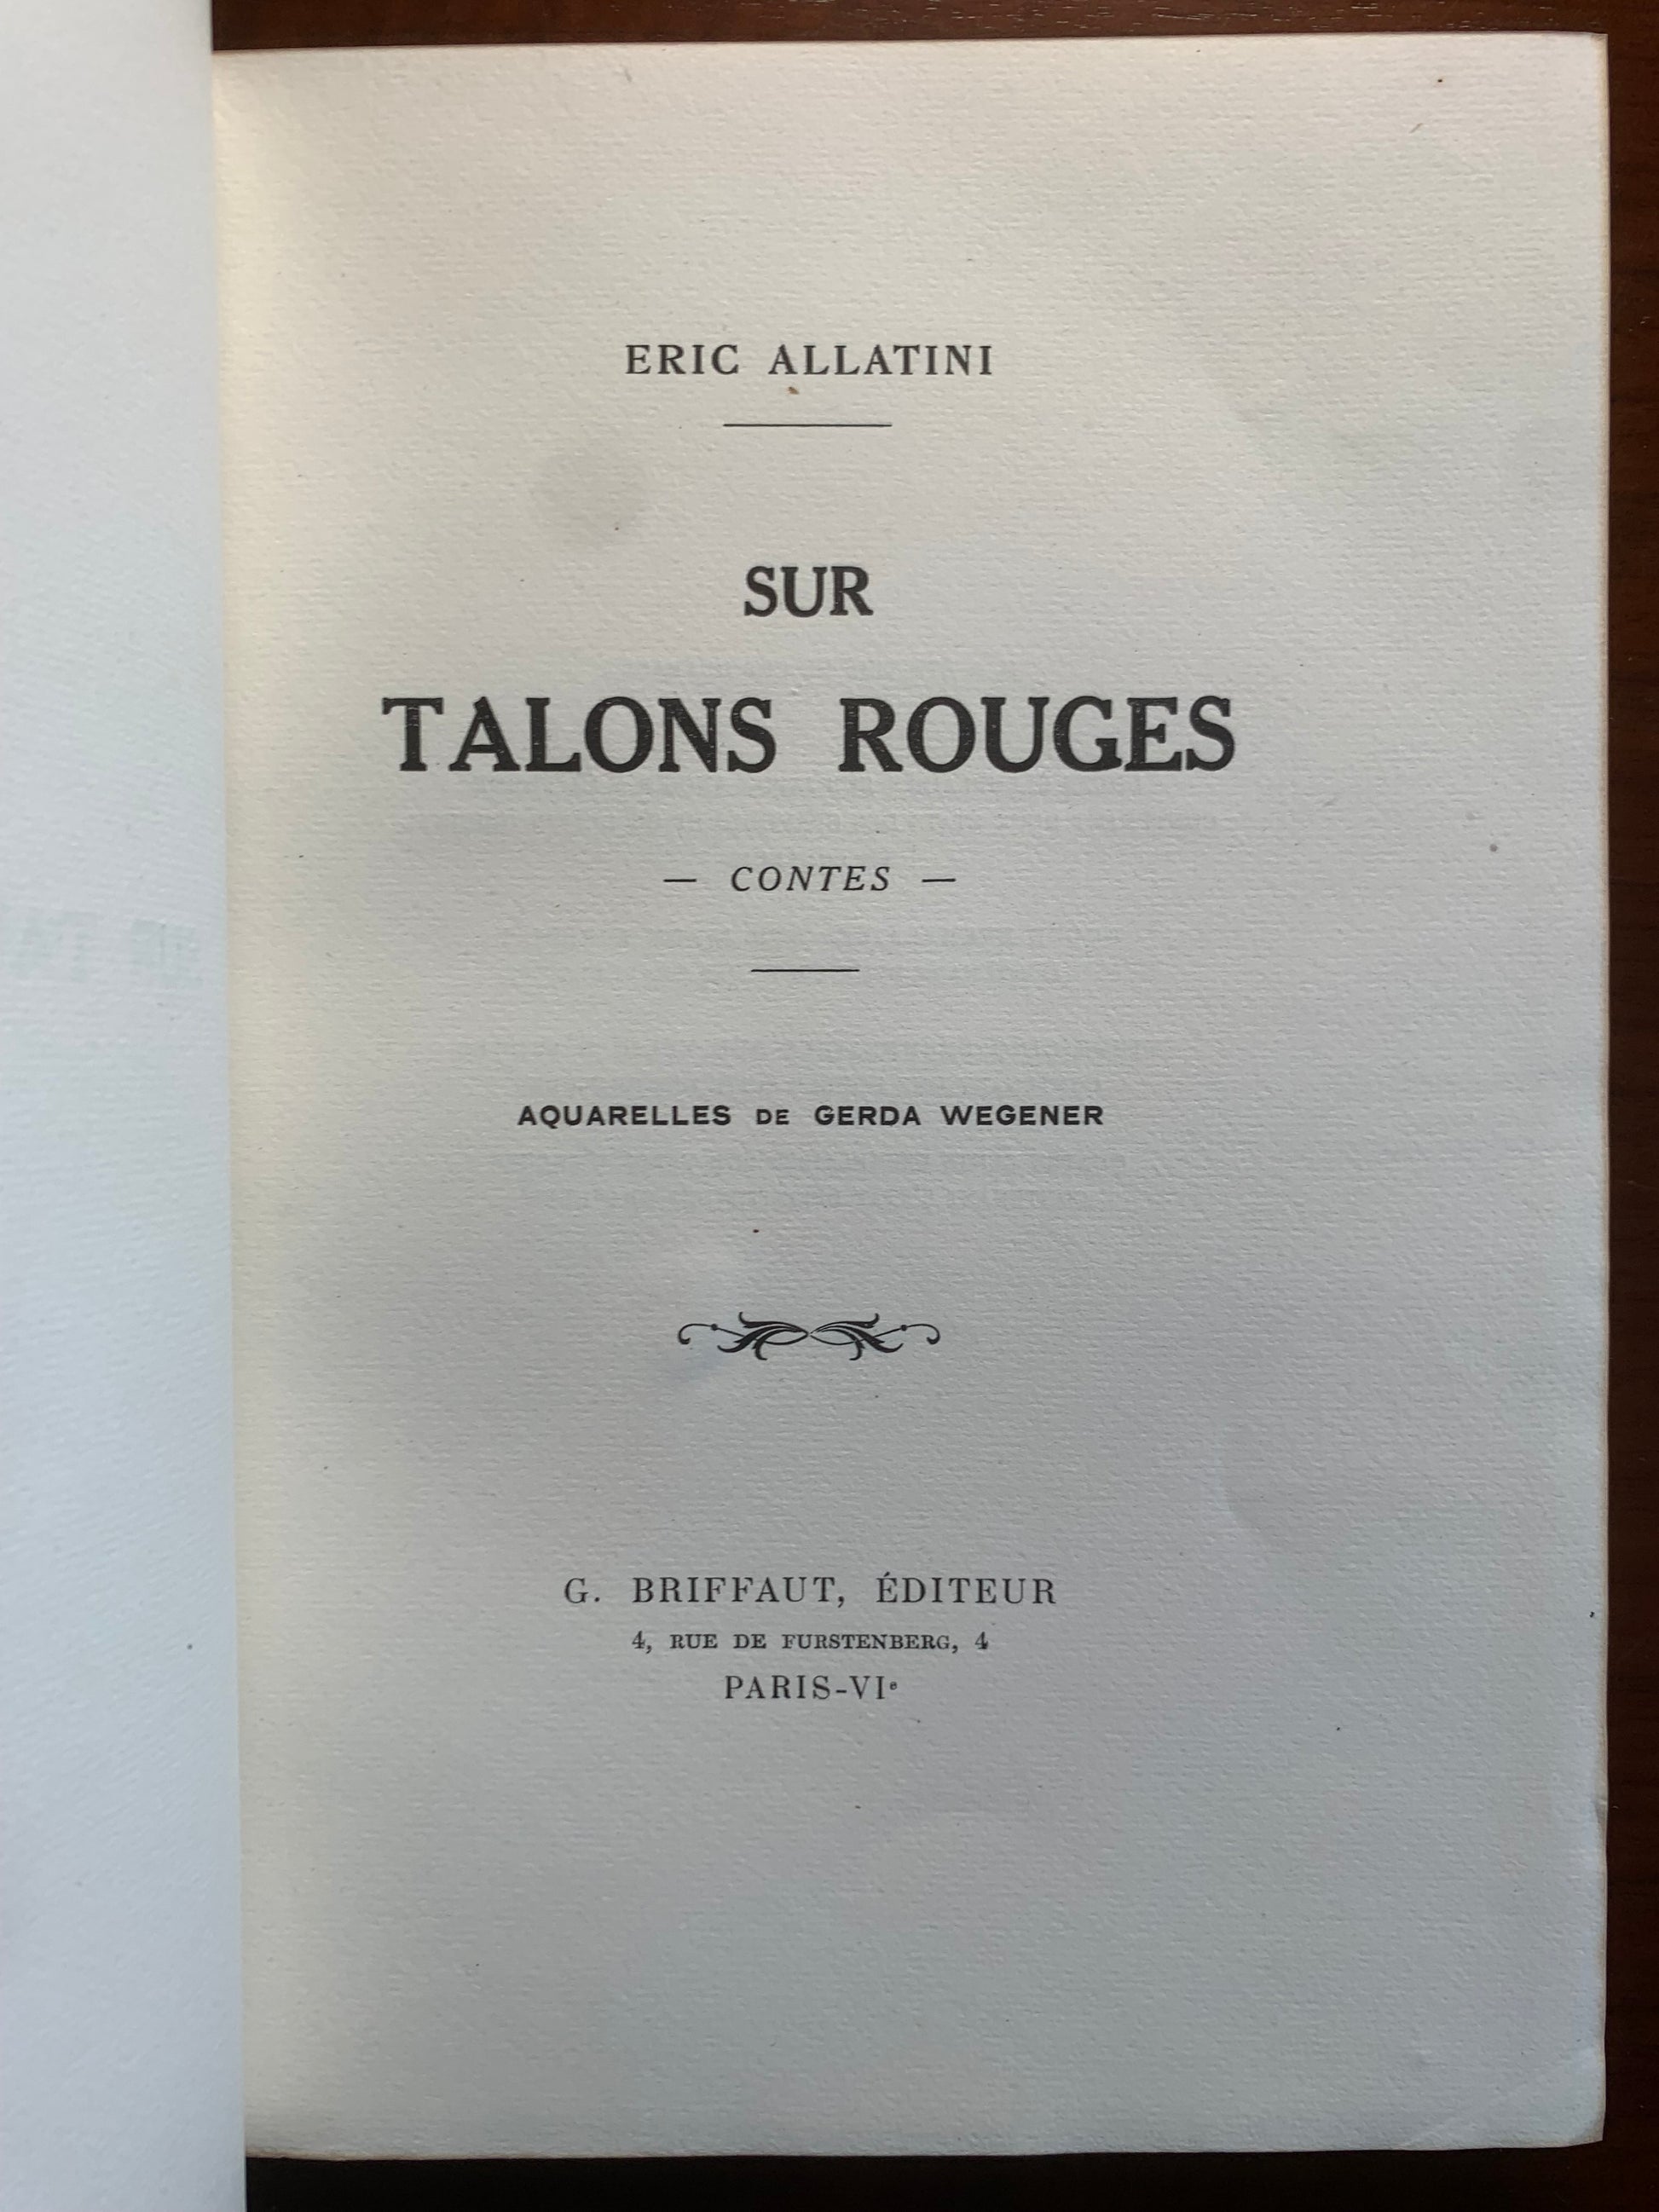 ERIC ALLATINI
SUR
TALONS ROUGES
— CONTES —
AQUARELLES DE GERDA WEGENER
G. BRIFFAUT, ÉDITEUR
4, RUE DE FURSTENBERG, 4
PARIS-VIe